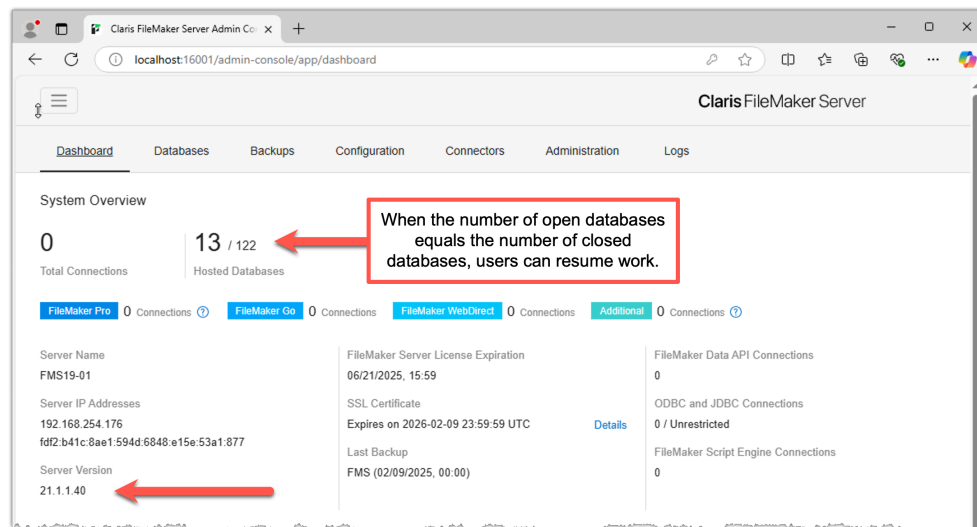 Claris FileMaker Server Admin Cor
localhost:16001/admin-console/app/dashboard
Claris FileMaker Server
Dashboard Databases Backups Configuration Connectors Administration Logs
System Overview
0
Total Connections
13 / 122
Hosted Databases
When the number of open databases
equals the number of closed
databases, users can resume work.
FileMaker Pro 0 Connections ? FileMaker Go 0 Connections FileMaker WebDirect 0 Connections Additional 0 Connections ?
Server Name
FMS19-01
Server IP Addresses
192.168.254.176
fdf2:b41c:8ae1:594d:6848:e15e:53a1:877
Server Version
21.1.1.40
FileMaker Server License Expiration
06/21/2025, 15:59
SSL Certificate
Expires on 2026-02-09 23:59:59 UTC Details
Last Backup
FMS (02/09/2025, 00:00)
FileMaker Data API Connections
0
ODBC and JDBC Connections
0 / Unrestricted
FileMaker Script Engine Connections
0